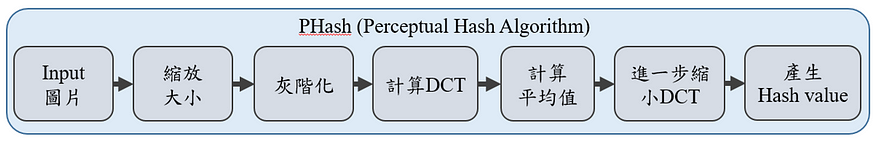 PHash (Perceptual Hash Algorithm)
Input
圖片
縮放
大小
灰階化
計算DCT
計算
平均值
進一步縮
小DCT
產生
Hash value